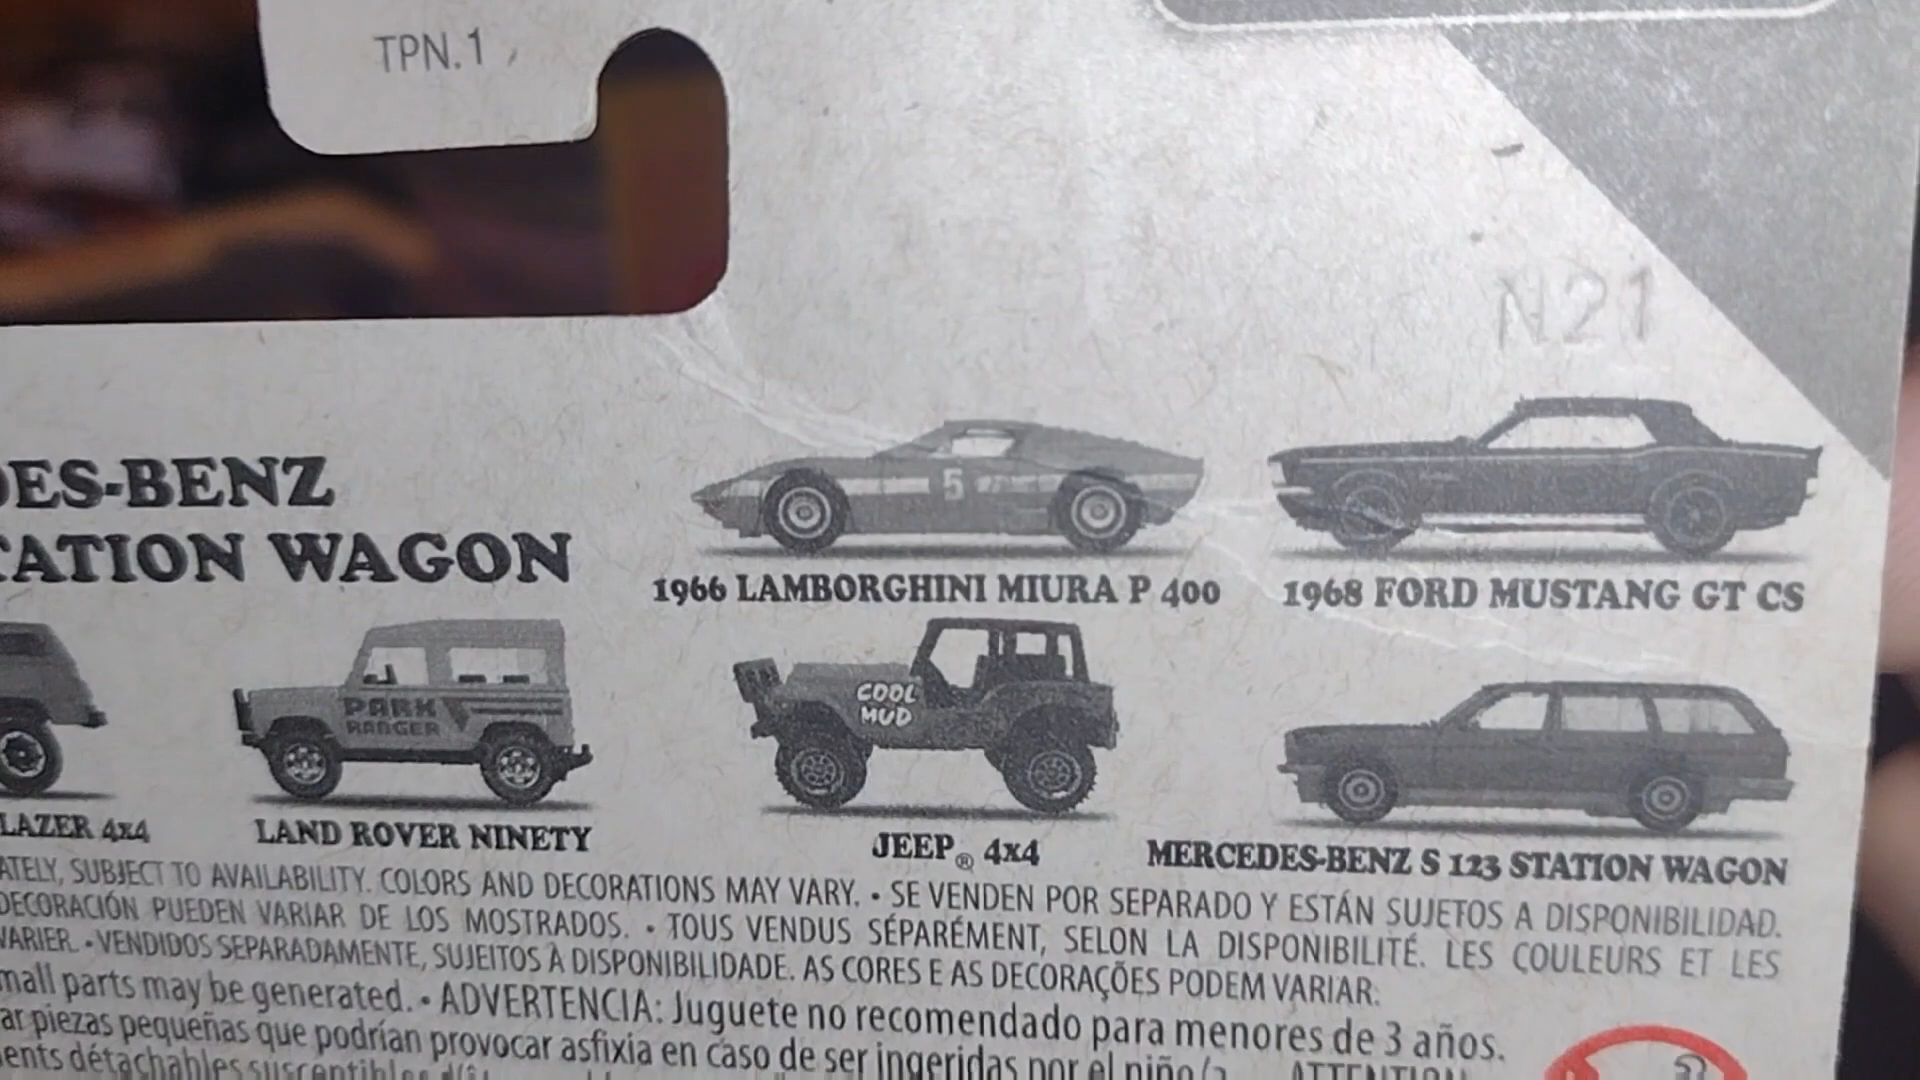 TPN.1
N21
DES-BENZ
TATION WAGON
5
1966 LAMBORGHINI MIURA P 400
1968 FORD MUSTANG GT CS
PARK
RANGER
COOL
MUD
LAZER 4x4
LAND ROVER NINETY
JEEP® 4x4
MERCEDES-BENZ S 123 STATION WAGON
ATELY, SUBJECT TO AVAILABILITY. COLORS AND DECORATIONS MAY VARY. • SE VENDEN POR SEPARADO Y ESTÁN SUJETOS A DISPONIBILIDAD.
DECORACIÓN PUEDEN VARIAR DE LOS MOSTRADOS. • TOUS VENDUS SÉPARÉMENT, SELON LA DISPONIBILITÉ. LES COULEURS ET LES
VARIER. • VENDIDOS SEPARADAMENTE, SUJEITOS À DISPONIBILIDADE. AS CORES E AS DECORAÇÕES PODEM VARIAR.
mall parts may be generated. • ADVERTENCIA: Juguete no recomendado para menores de 3 años.
ar piezas pequeñas que podrían provocar asfixia en caso de ser ingeridas por el niño/a
ents détachables ATTENTION